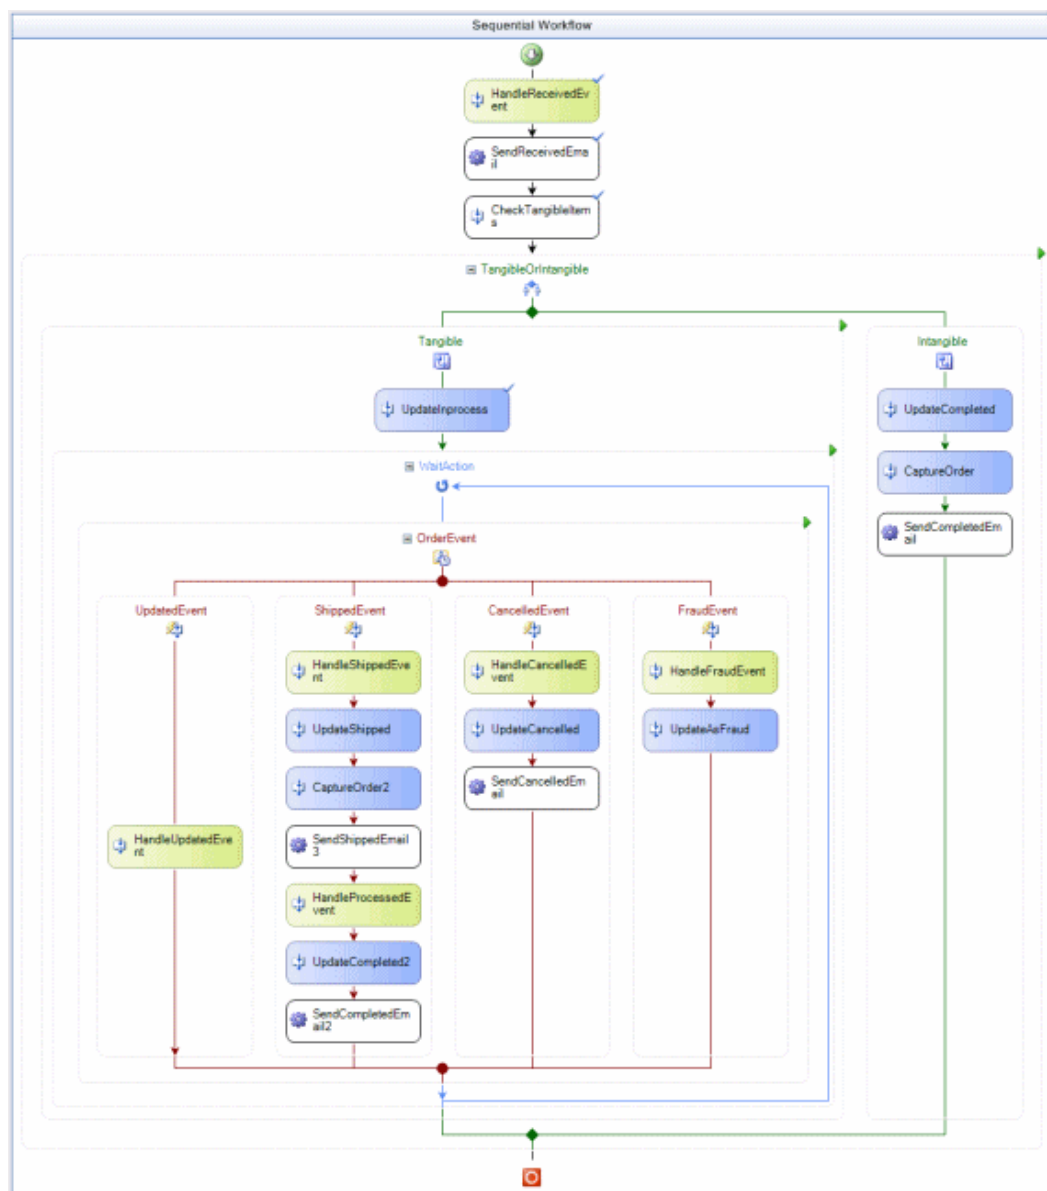 Sequential Workflow
HandleReceivedEv
ent
SendReceivedEma
il
CheckTangibleItem
s
TangibleOrIntangible
Tangible
Intangible
UpdateInprocess
UpdateCompleted
WaitAction
CaptureOrder
SendCompletedEm
ail
OrderEvent
UpdatedEvent
ShippedEvent
CancelledEvent
FraudEvent
HandleShippedEve
nt
HandleCancelledE
vent
HandleFraudEvent
UpdateShipped
UpdateCancelled
UpdateAsFraud
CaptureOrder2
SendCancelledEm
ail
HandleUpdatedEve
nt
SendShippedEmail
3
HandleProcessedE
vent
UpdateCompleted2
SendCompletedEm
ail2